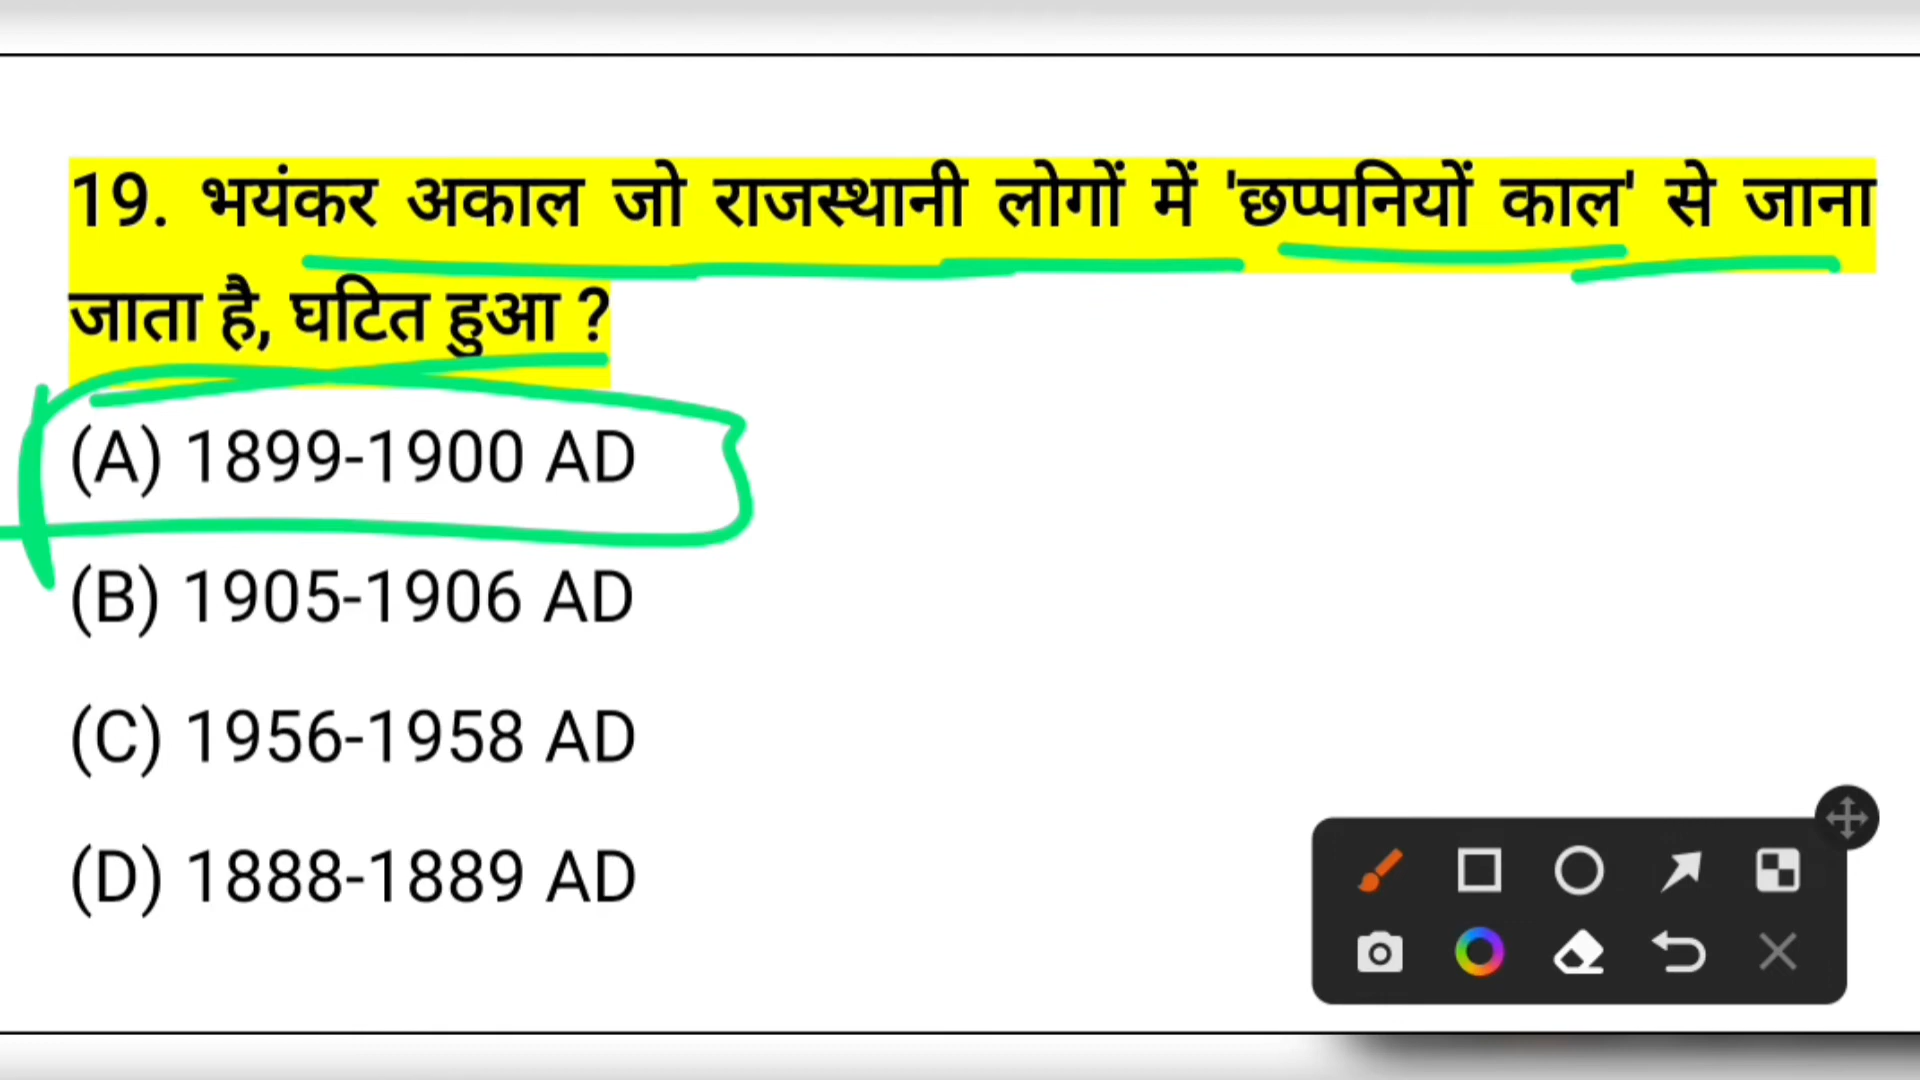 19. भयंकर अकाल जो राजस्थानी लोगों में 'छप्पनियों काल' से जाना
जाता है, घटित हुआ ?
(A) 1899-1900 AD
(B) 1905-1906 AD
(C) 1956-1958 AD
(D) 1888-1889 AD